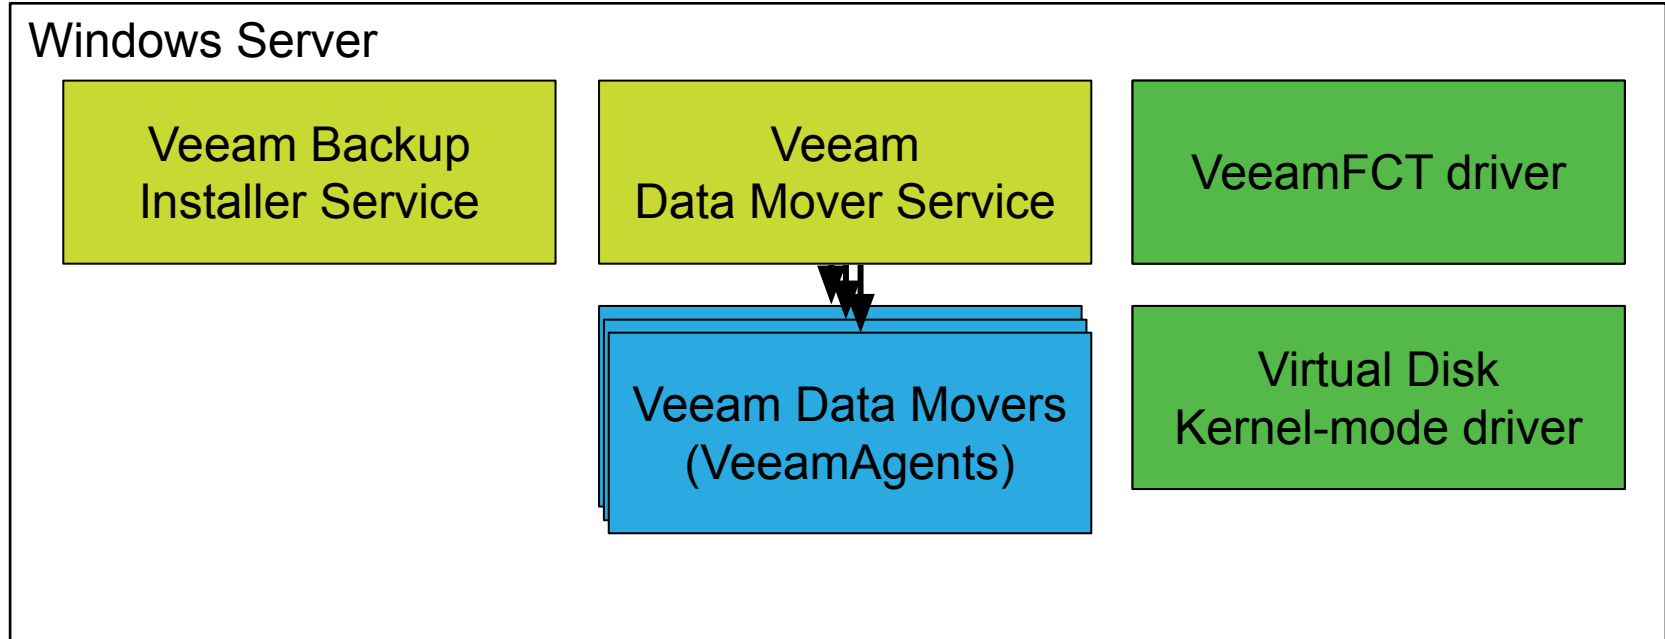 Windows Server
Veeam Backup
Installer Service
Veeam
Data Mover Service
VeeamFCT driver
Veeam Data Movers
(VeeamAgents)
Virtual Disk
Kernel-mode driver